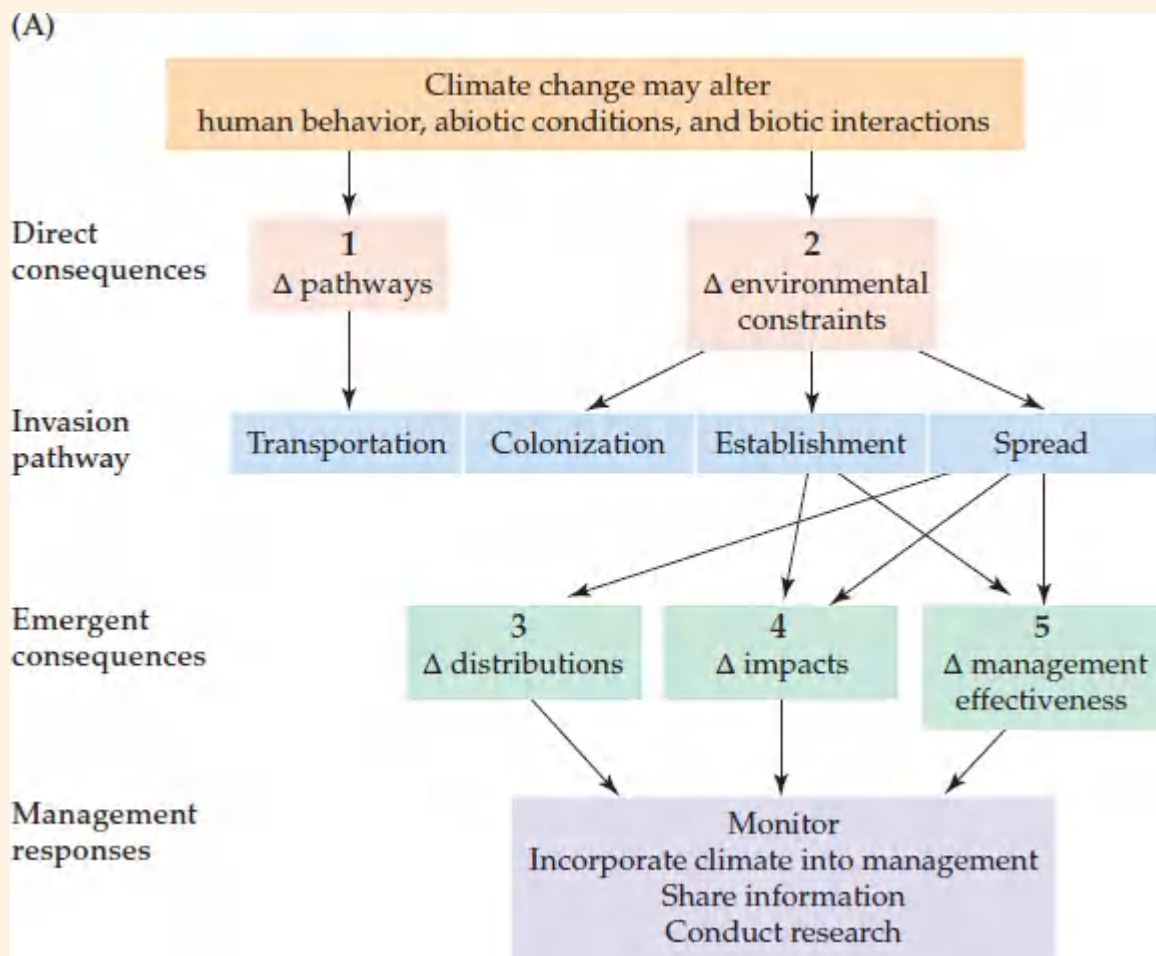 (A)
Climate change may alter
human behavior, abiotic conditions, and biotic interactions
Direct
consequences
1
Δ pathways
2
Δ environmental
constraints
Invasion
pathway
Transportation
Colonization
Establishment
Spread
Emergent
consequences
3
Δ distributions
4
Δ impacts
5
Δ management
effectiveness
Management
responses
Monitor
Incorporate climate into management
Share information
Conduct research